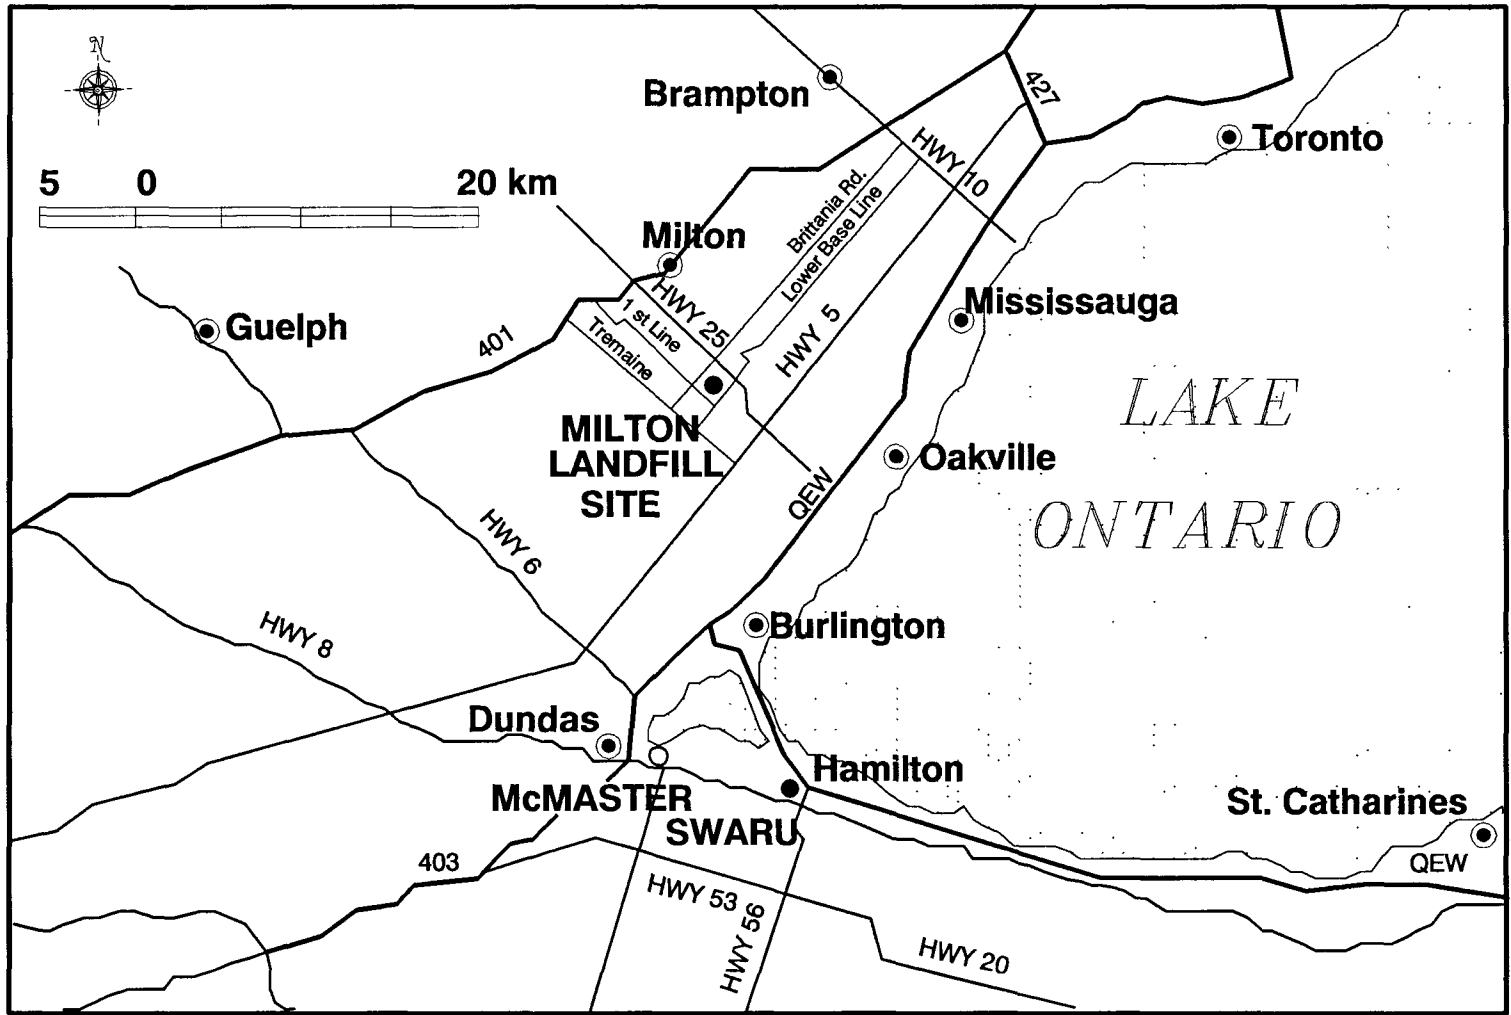 N
Brampton
427
Toronto
HWY 10
5 0 20 km
Brittania Rd.
Lower Base Line
Milton
HWY 25
1 st Line
Tremaine
HWY 5
Mississauga
Guelph
401
LAKE
ONTARIO
MILTON
LANDFILL
SITE
Oakville
QEW
HWY 6
HWY 8
Burlington
Dundas
Hamilton
McMASTER
SWARU
St. Catharines
QEW
403
HWY 53
HWY 56
HWY 20